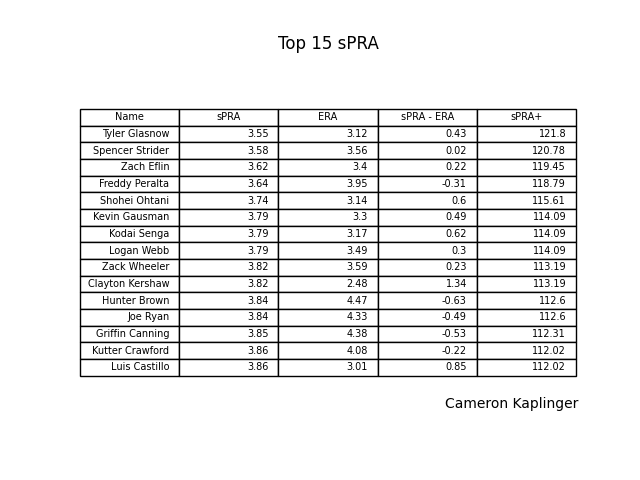 Top 15 sPRA
Name sPRA ERA sPRA - ERA sPRA+
Tyler Glasnow 3.55 3.12 0.43 121.8
Spencer Strider 3.58 3.56 0.02 120.78
Zach Eflin 3.62 3.4 0.22 119.45
Freddy Peralta 3.64 3.95 -0.31 118.79
Shohei Ohtani 3.74 3.14 0.6 115.61
Kevin Gausman 3.79 3.3 0.49 114.09
Kodai Senga 3.79 3.17 0.62 114.09
Logan Webb 3.79 3.49 0.3 114.09
Zack Wheeler 3.82 3.59 0.23 113.19
Clayton Kershaw 3.82 2.48 1.34 113.19
Hunter Brown 3.84 4.47 -0.63 112.6
Joe Ryan 3.84 4.33 -0.49 112.6
Griffin Canning 3.85 4.38 -0.53 112.31
Kutter Crawford 3.86 4.08 -0.22 112.02
Luis Castillo 3.86 3.01 0.85 112.02
Cameron Kaplinger